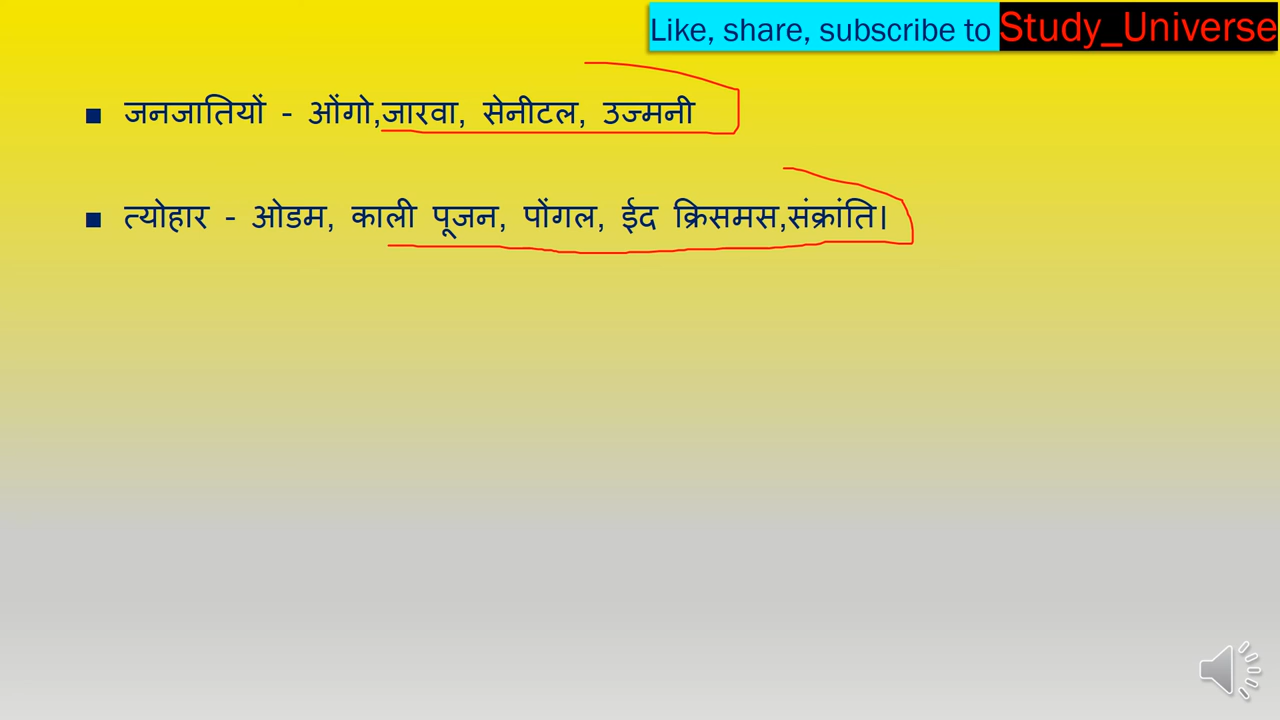 Like, share, subscribe to Study_Universe
▪ जनजातियों - ओंगो,जारवा, सेनीटल, उज्मनी
▪ त्योहार - ओडम, काली पूजन, पोंगल, ईद क्रिसमस,संक्रांति।